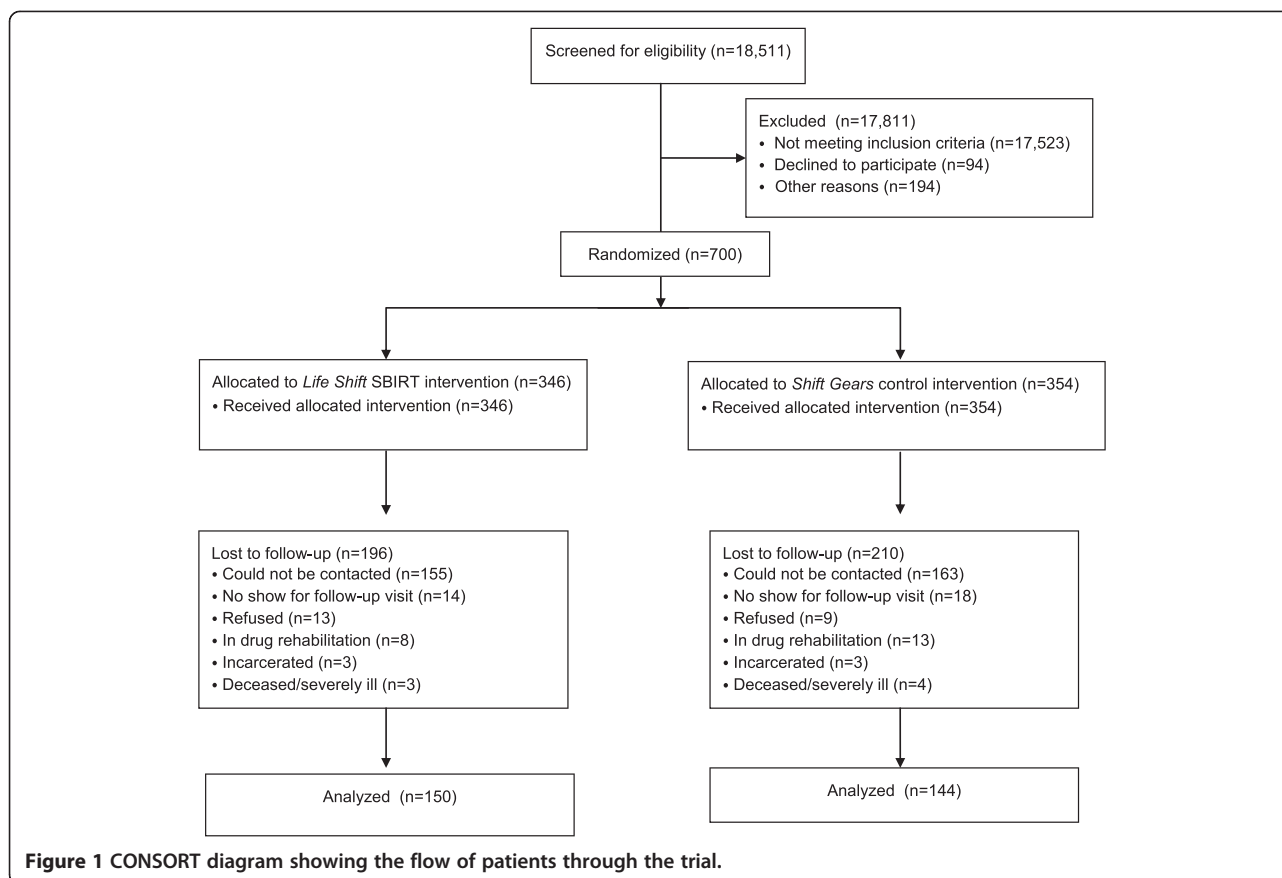 Screened for eligibility (n=18,511)
Excluded (n=17,811)
• Not meeting inclusion criteria (n=17,523)
• Declined to participate (n=94)
• Other reasons (n=194)
Randomized (n=700)
Allocated to Life Shift SBIRT intervention (n=346)
• Received allocated intervention (n=346)
Allocated to Shift Gears control intervention (n=354)
• Received allocated intervention (n=354)
Lost to follow-up (n=196)
• Could not be contacted (n=155)
• No show for follow-up visit (n=14)
• Refused (n=13)
• In drug rehabilitation (n=8)
• Incarcerated (n=3)
• Deceased/severely ill (n=3)
Lost to follow-up (n=210)
• Could not be contacted (n=163)
• No show for follow-up visit (n=18)
• Refused (n=9)
• In drug rehabilitation (n=13)
• Incarcerated (n=3)
• Deceased/severely ill (n=4)
Analyzed (n=150)
Analyzed (n=144)
Figure 1 CONSORT diagram showing the flow of patients through the trial.